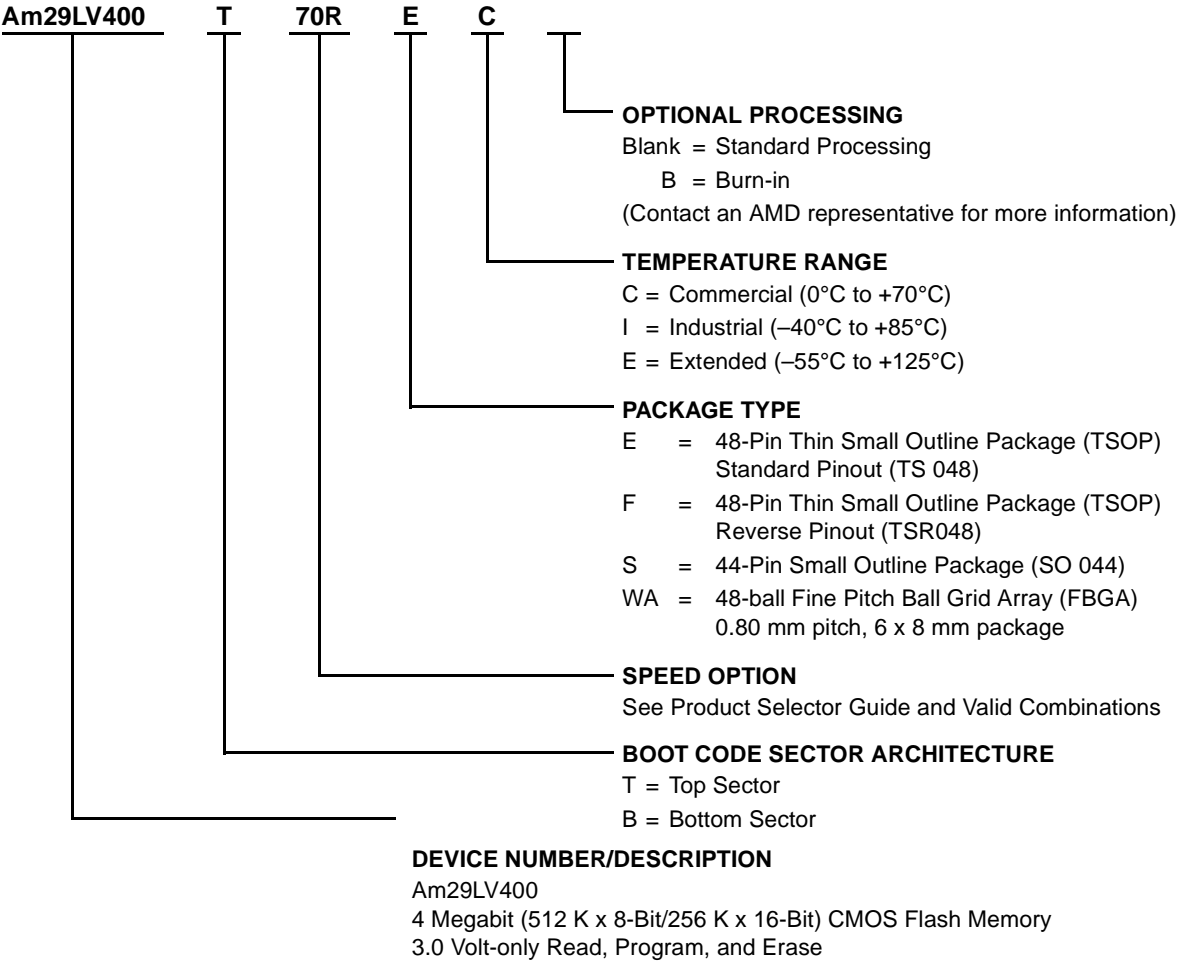 Am29LV400 T 70R E C
OPTIONAL PROCESSING
Blank = Standard Processing
B = Burn-in
(Contact an AMD representative for more information)
TEMPERATURE RANGE
C = Commercial (0°C to +70°C)
I = Industrial (–40°C to +85°C)
E = Extended (–55°C to +125°C)
PACKAGE TYPE
E = 48-Pin Thin Small Outline Package (TSOP)
Standard Pinout (TS 048)
F = 48-Pin Thin Small Outline Package (TSOP)
Reverse Pinout (TSR048)
S = 44-Pin Small Outline Package (SO 044)
WA = 48-ball Fine Pitch Ball Grid Array (FBGA)
0.80 mm pitch, 6 x 8 mm package
SPEED OPTION
See Product Selector Guide and Valid Combinations
BOOT CODE SECTOR ARCHITECTURE
T = Top Sector
B = Bottom Sector
DEVICE NUMBER/DESCRIPTION
Am29LV400
4 Megabit (512 K x 8-Bit/256 K x 16-Bit) CMOS Flash Memory
3.0 Volt-only Read, Program, and Erase